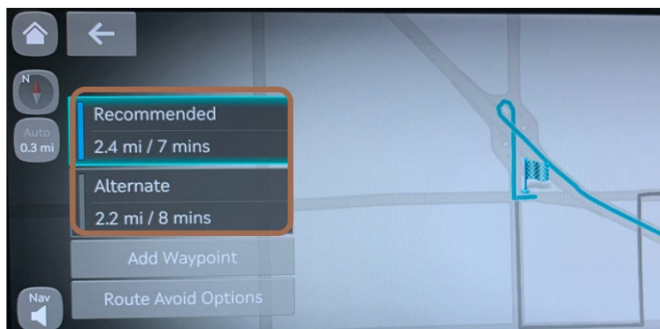 N
Auto
0.3 mi
Recommended
2.4 mi / 7 mins
Alternate
2.2 mi / 8 mins
Add Waypoint
Route Avoid Options
Nav